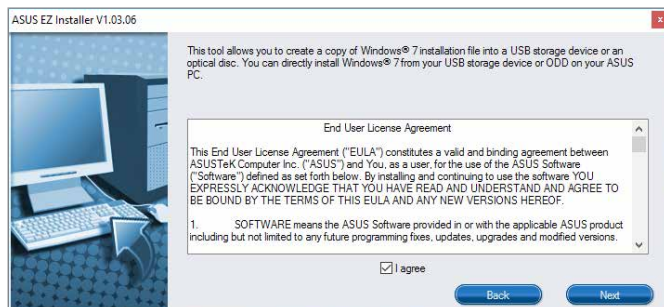 ASUS EZ Installer V1.03.06
x
This tool allows you to create a copy of Windows® 7 installation file into a USB storage device or an
optical disc. You can directly install Windows® 7 from your USB storage device or ODD on your ASUS
PC.
End User License Agreement
This End User License Agreement ("EULA") constitutes a valid and binding agreement between
ASUSTeK Computer Inc. ("ASUS") and You, as a user, for the use of the ASUS Software
("Software") defined as set forth below. By installing and continuing to use the software YOU
EXPRESSLY ACKNOWLEDGE THAT YOU HAVE READ AND UNDERSTAND AND AGREE TO
BE BOUND BY THE TERMS OF THIS EULA AND ANY NEW VERSIONS HEREOF.
1. SOFTWARE means the ASUS Software provided in or with the applicable ASUS product
including but not limited to any future programming fixes, updates, upgrades and modified versions.
I agree
Back Next